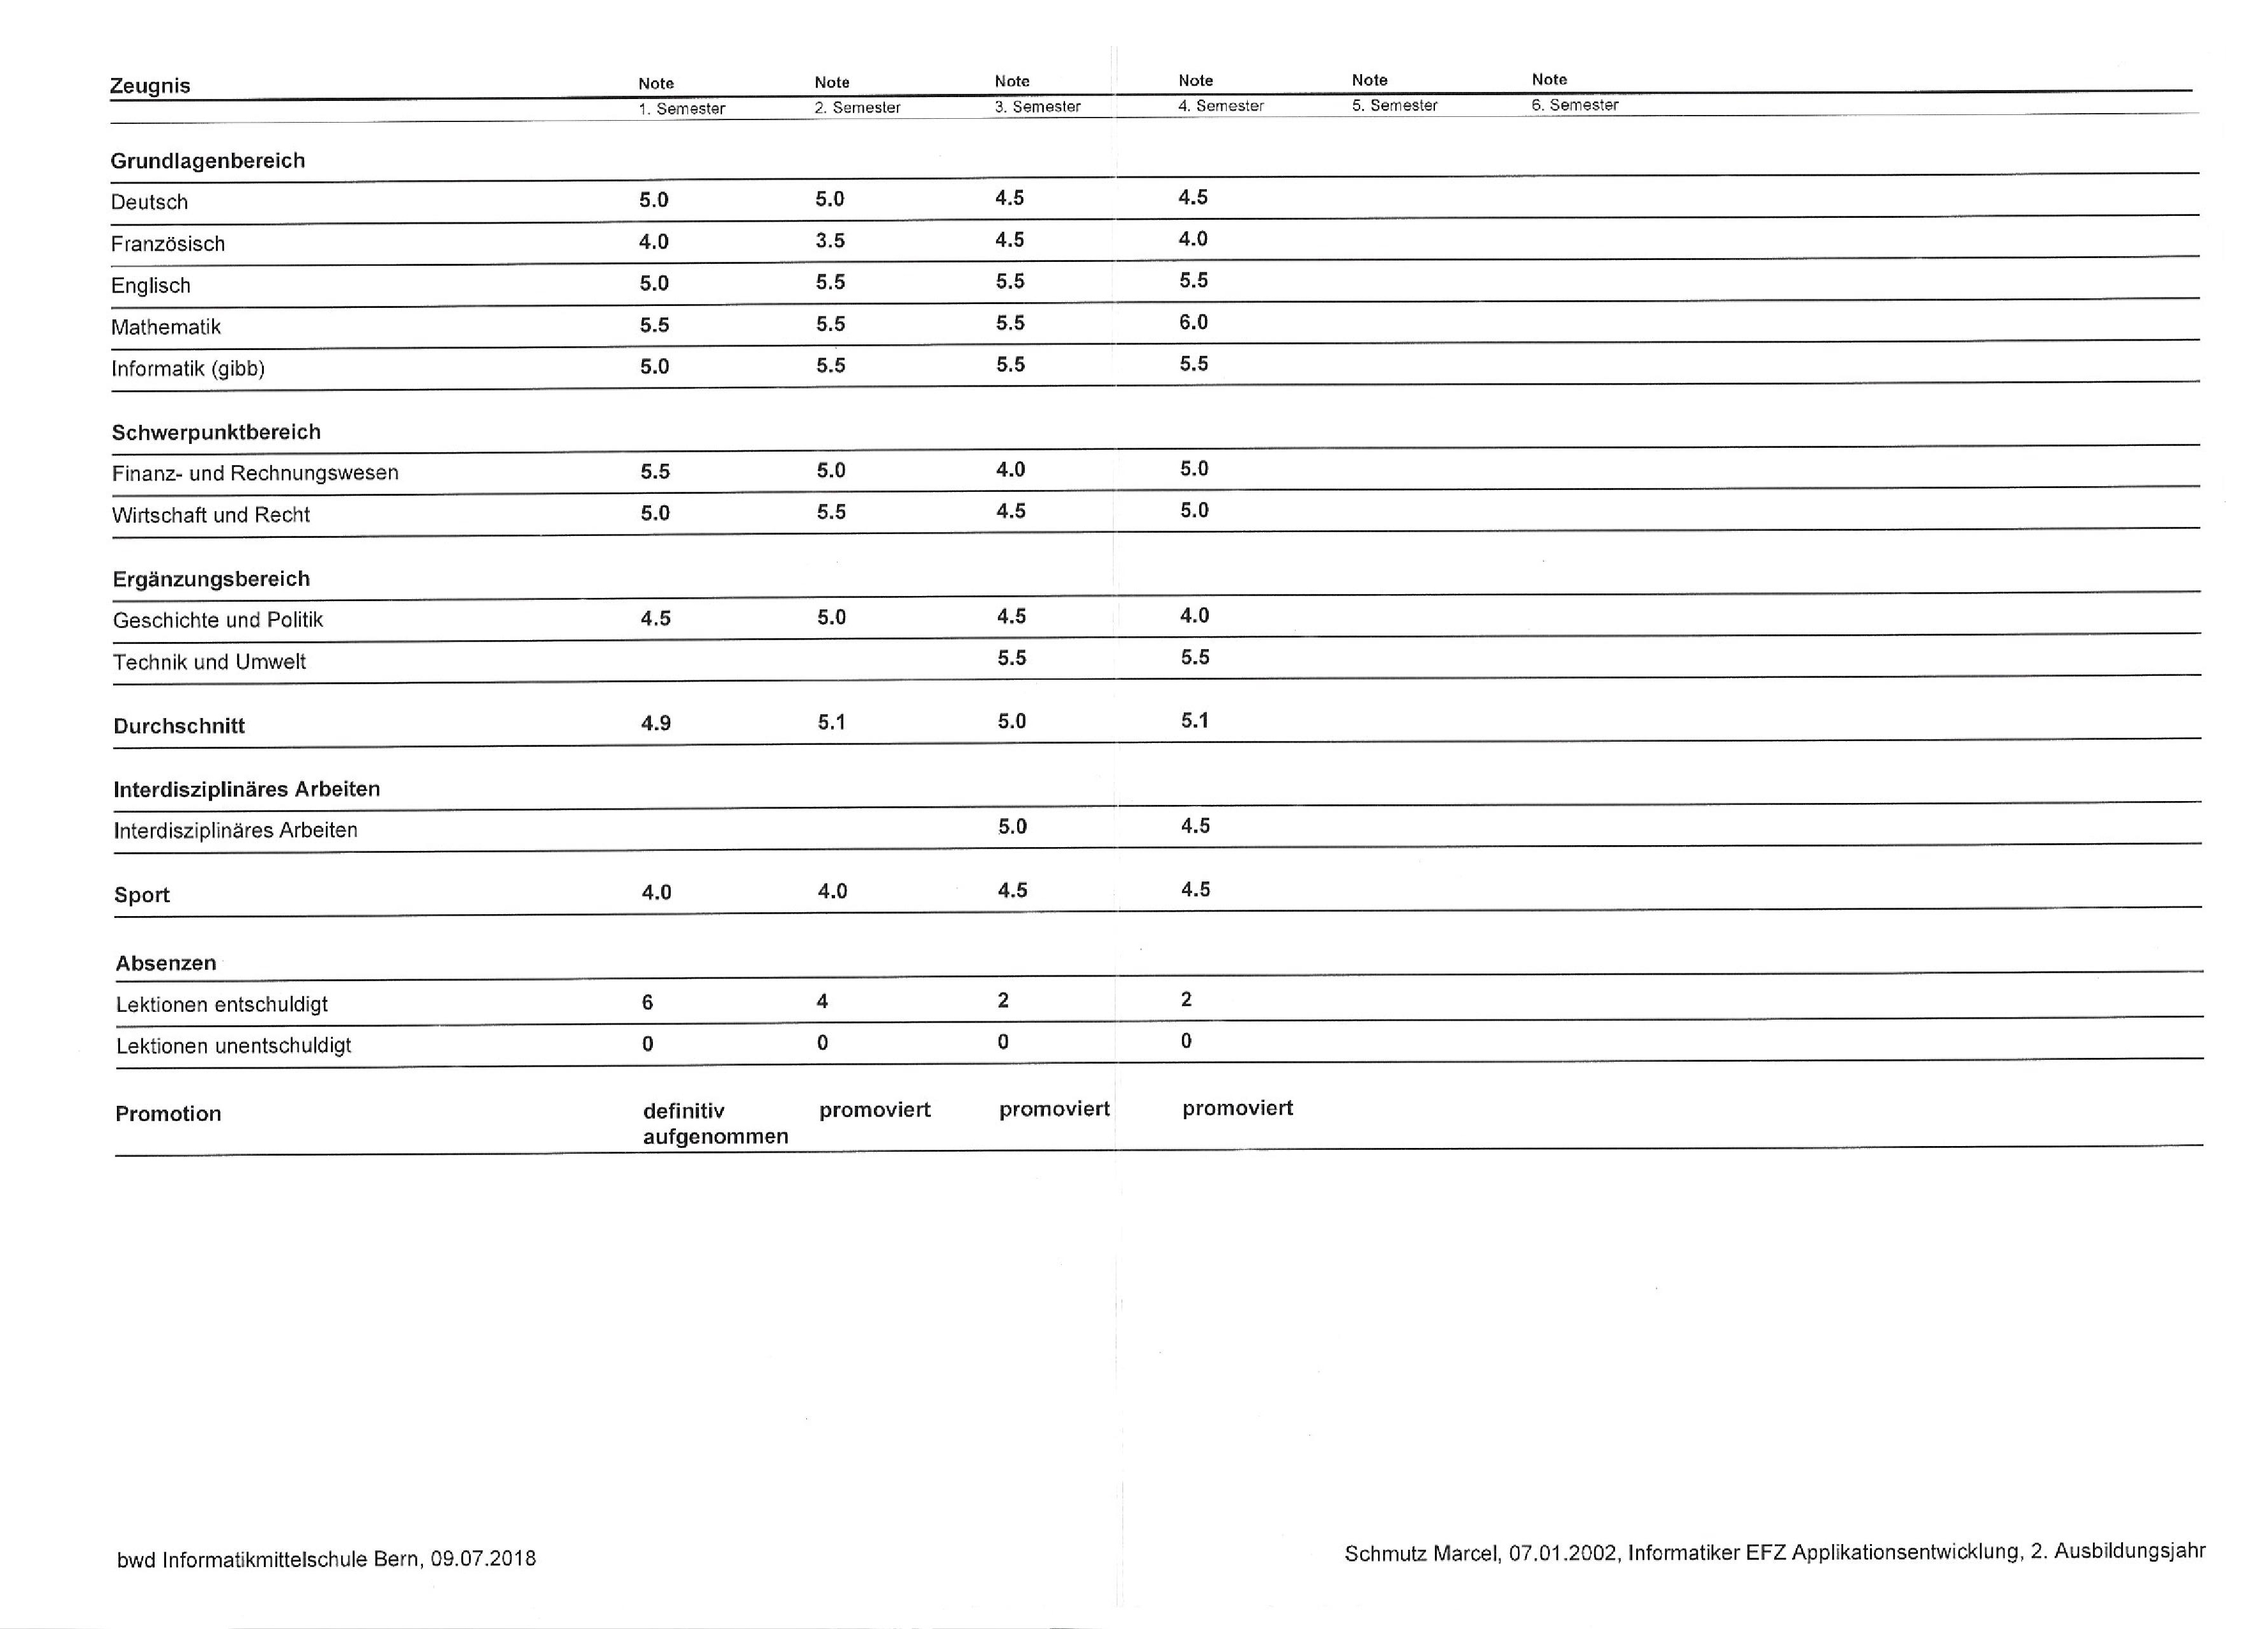 Zeugnis Note Note Note Note Note Note
1. Semester 2. Semester 3. Semester 4. Semester 5. Semester 6. Semester
Grundlagenbereich
Deutsch 5.0 5.0 4.5 4.5
Französisch 4.0 3.5 4.5 4.0
Englisch 5.0 5.5 5.5 5.5
Mathematik 5.5 5.5 5.5 6.0
Informatik (gibb) 5.0 5.5 5.5 5.5
Schwerpunktbereich
Finanz- und Rechnungswesen 5.5 5.0 4.0 5.0
Wirtschaft und Recht 5.0 5.5 4.5 5.0
Ergänzungsbereich
Geschichte und Politik 4.5 5.0 4.5 4.0
Technik und Umwelt 5.5 5.5
Durchschnitt 4.9 5.1 5.0 5.1
Interdisziplinäres Arbeiten
Interdisziplinäres Arbeiten 5.0 4.5
Sport 4.0 4.0 4.5 4.5
Absenzen
Lektionen entschuldigt 6 4 2 2
Lektionen unentschuldigt 0 0 0 0
Promotion definitiv promoviert promoviert promoviert
aufgenommen
bwd Informatikmittelschule Bern, 09.07.2018 Schmutz Marcel, 07.01.2002, Informatiker EFZ Applikationsentwicklung, 2. Ausbildungsjahr